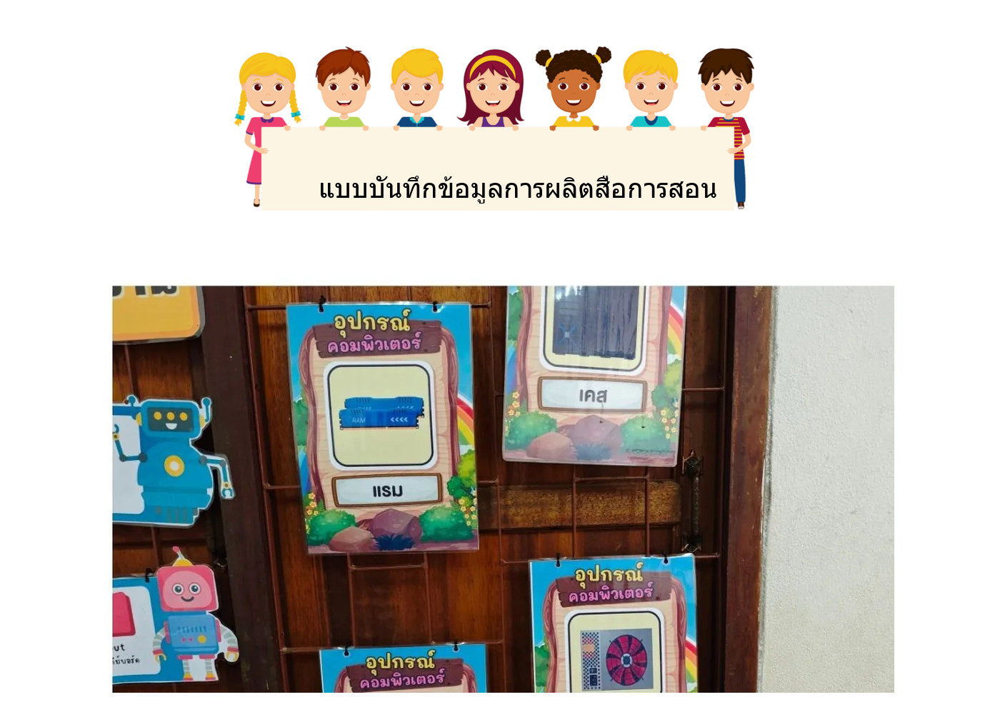 แบบบันทึกข้อมูลการผลิตสื่อการสอน
อุปกรณ์
คอมพิวเตอร์
RAM
แรม
เคส
อุปกรณ์
คอมพิวเตอร์
อุปกรณ์
คอมพิวเตอร์